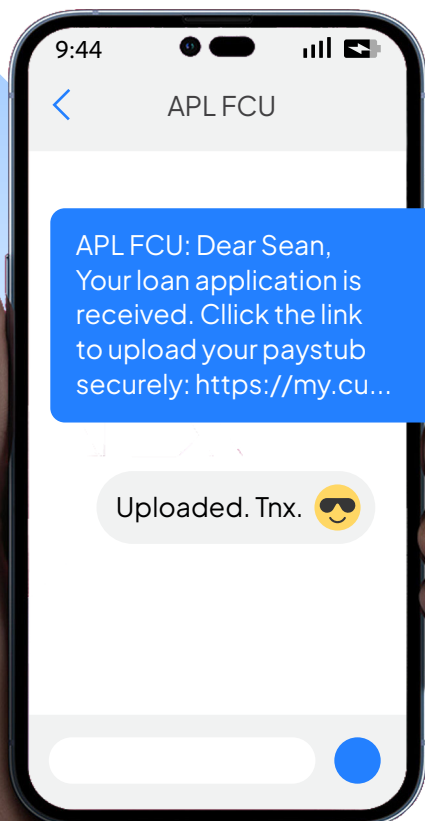 9:44
APL FCU
APL FCU: Dear Sean,
Your loan application is
received. Cllick the link
to upload your paystub
securely: https://my.cu...
Uploaded. Tnx. 😎